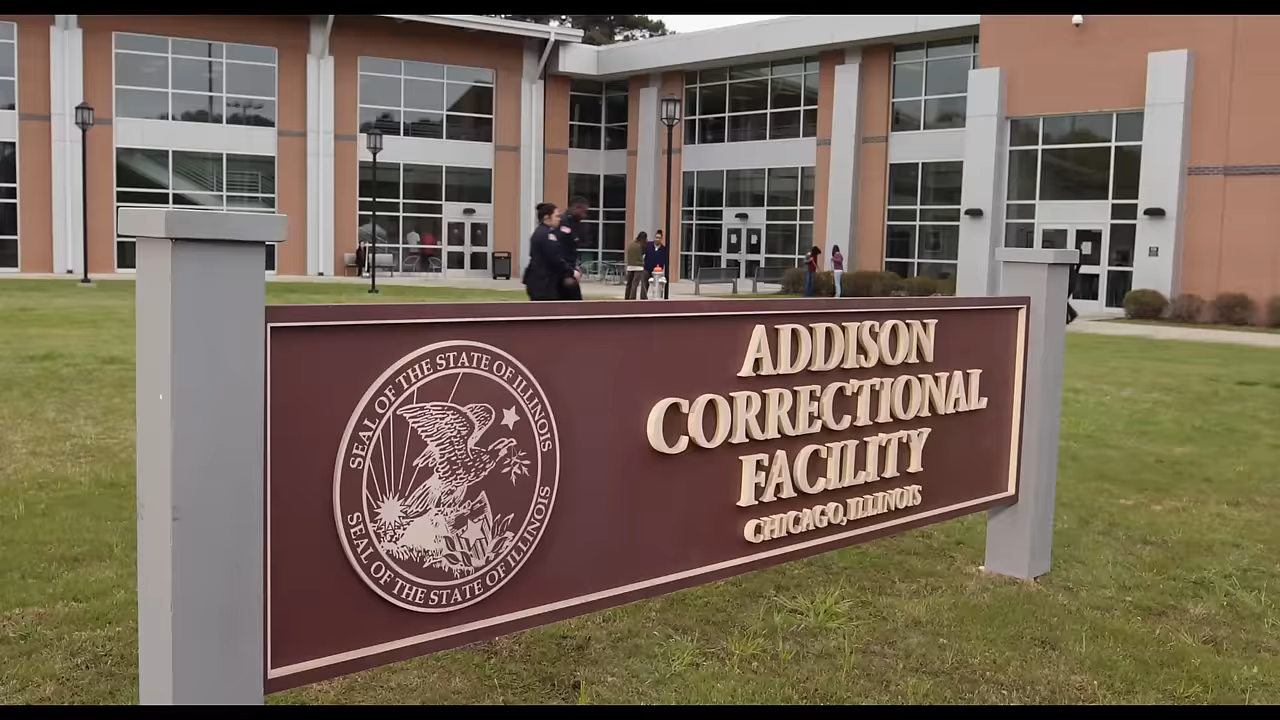 SEAL OF THE STATE OF ILLINOIS
SEAL OF THE STATE OF ILLINOIS
ADDISON
CORRECTIONAL
FACILITY
CHICAGO, ILLINOIS